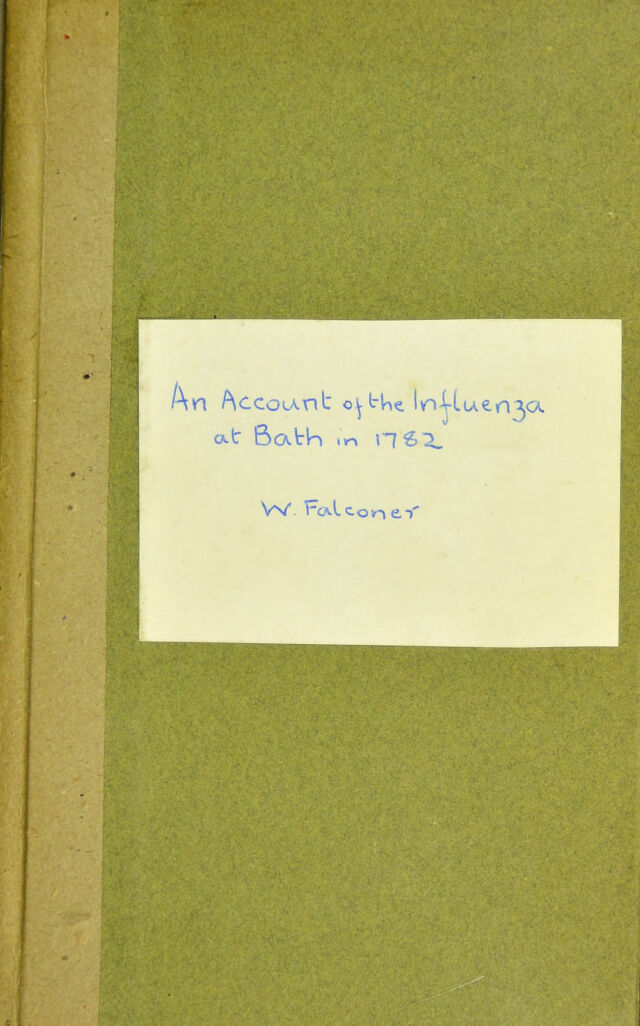 An Account of the Influenza
at Bath in 1782
W. Falconer